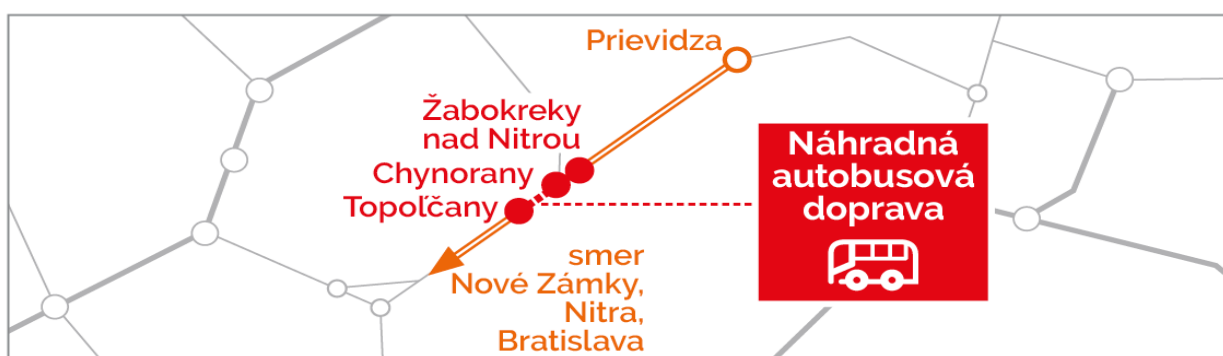 Prievidza
Žabokreky
nad Nitrou
Chynorany
Topoľčany
Náhradná
autobusová
doprava
smer
Nové Zámky,
Nitra,
Bratislava